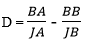 D = BA/JA − BB/JB